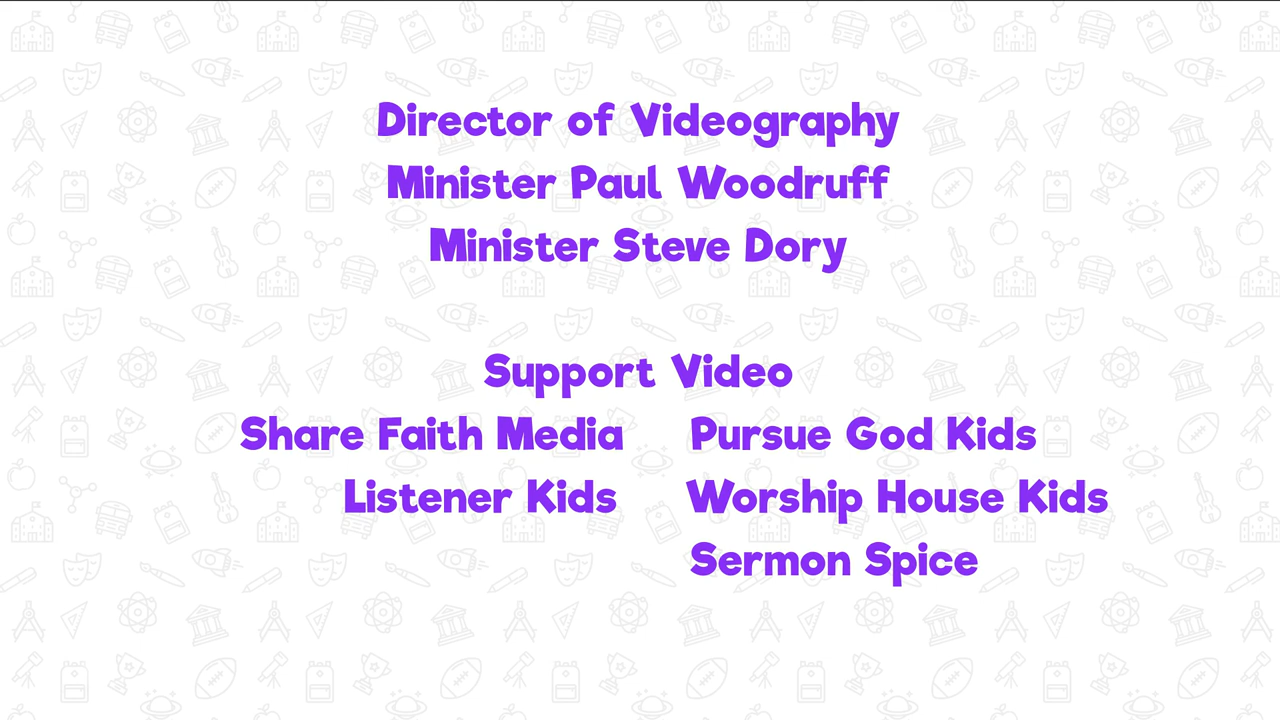 Director of Videography
Minister Paul Woodruff
Minister Steve Dory
Support Video
Share Faith Media Pursue God Kids
Listener Kids Worship House Kids
Sermon Spice